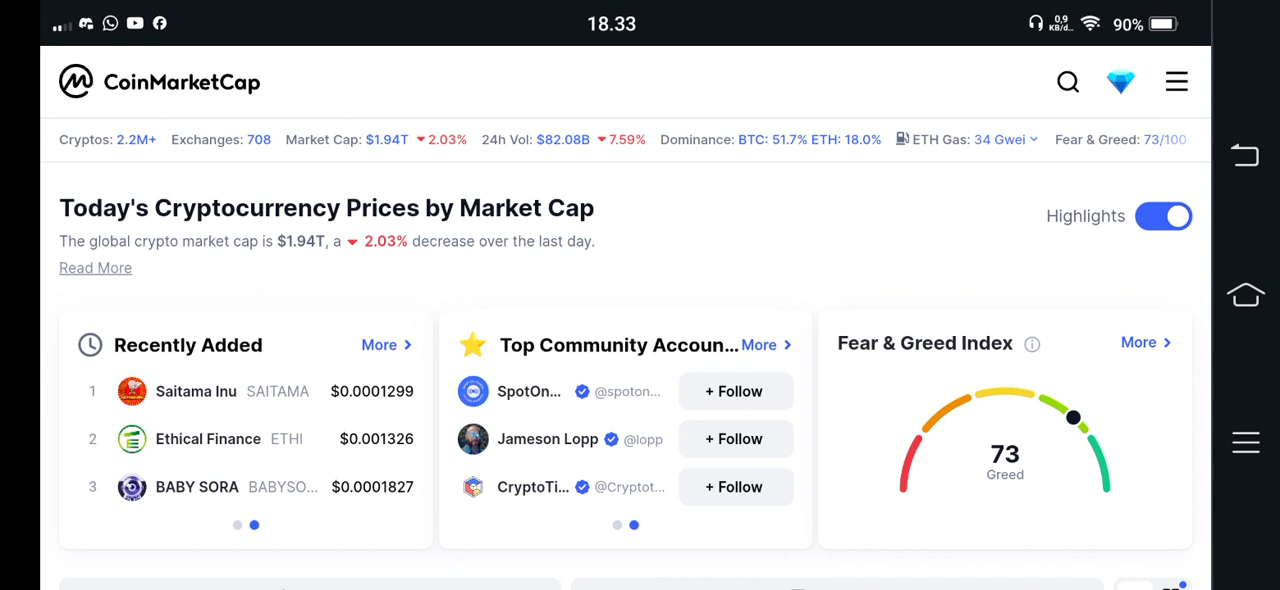 18.33
0,9
KB/d...
90%
CoinMarketCap
Cryptos: 2.2M+ Exchanges: 708 Market Cap: $1.94T 2.03% 24h Vol: $82.08B 7.59% Dominance: BTC: 51.7% ETH: 18.0% ETH Gas: 34 Gwei Fear & Greed: 73/100
Today's Cryptocurrency Prices by Market Cap
Highlights
The global crypto market cap is $1.94T, a 2.03% decrease over the last day.
Read More
Recently Added More
1 Saitama Inu SAITAMA $0.0001299
2 Ethical Finance ETHI $0.001326
3 BABY SORA BABYSO... $0.0001827
Top Community Accoun... More
SpotOn... @spoton... + Follow
Jameson Lopp @lopp + Follow
CryptoTi... @Cryptot... + Follow
Fear & Greed Index More
73
Greed